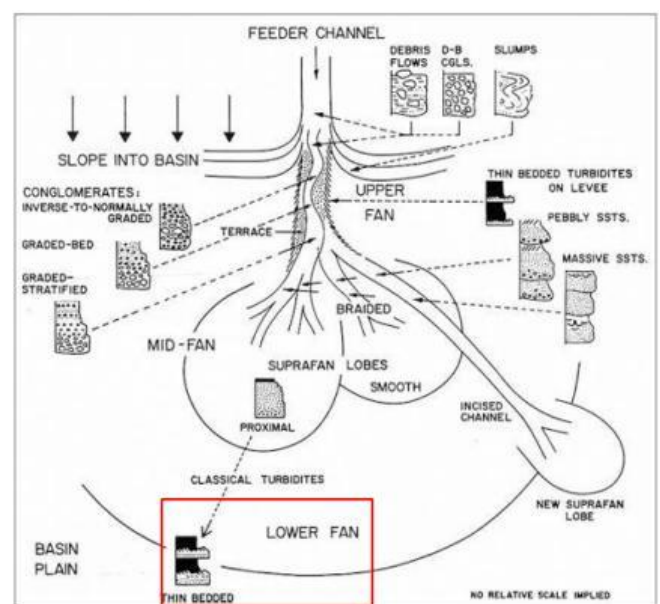 FEEDER CHANNEL
DEBRIS
FLOWS
D-B
CGLS.
SLUMPS
SLOPE INTO BASIN
CONGLOMERATES:
INVERSE-TO-NORMALLY
GRADED
GRADED-BED
GRADED-
STRATIFIED
TERRACE
UPPER
FAN
THIN BEDDED TURBIDITES
ON LEVEE
PEBBLY SSTS.
MASSIVE SSTS.
BRAIDED
MID-FAN
SUPRAFAN LOBES
SMOOTH
PROXIMAL
INCISED
CHANNEL
CLASSICAL TURBIDITES
NEW SUPRAFAN
LOBE
LOWER FAN
BASIN
PLAIN
THIN BEDDED
NO RELATIVE SCALE IMPLIED